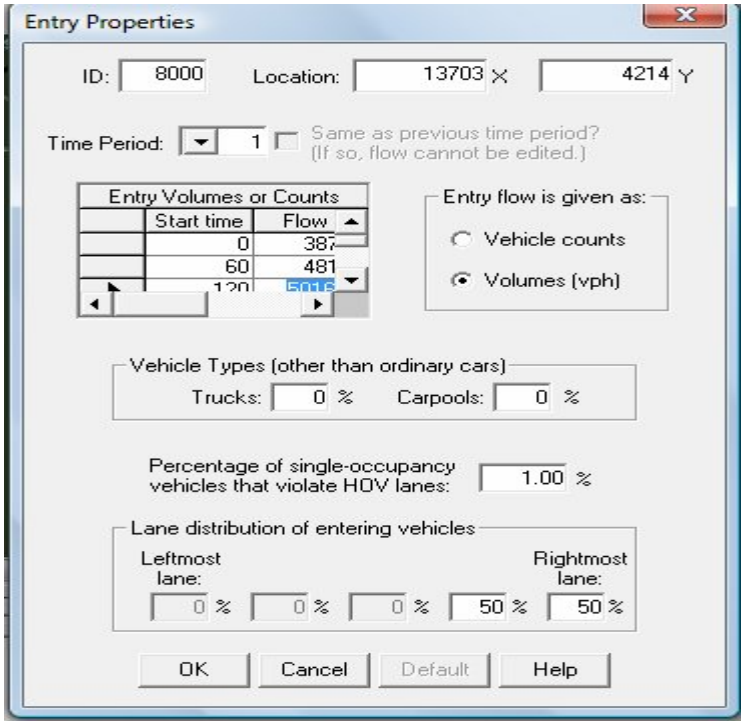 Entry Properties
ID: 8000 Location: 13703 X 4214 Y
Time Period: 1 Same as previous time period?
(If so, flow cannot be edited.)
Entry Volumes or Counts
Start time Flow
0 387
60 481
120 5016
Entry flow is given as:
Vehicle counts
Volumes (vph)
Vehicle Types (other than ordinary cars)
Trucks: 0 % Carpools: 0 %
Percentage of single-occupancy
vehicles that violate HOV lanes: 1.00 %
Lane distribution of entering vehicles
Leftmost
lane:
Rightmost
lane:
0 % 0 % 0 % 50 % 50 %
OK Cancel Default Help